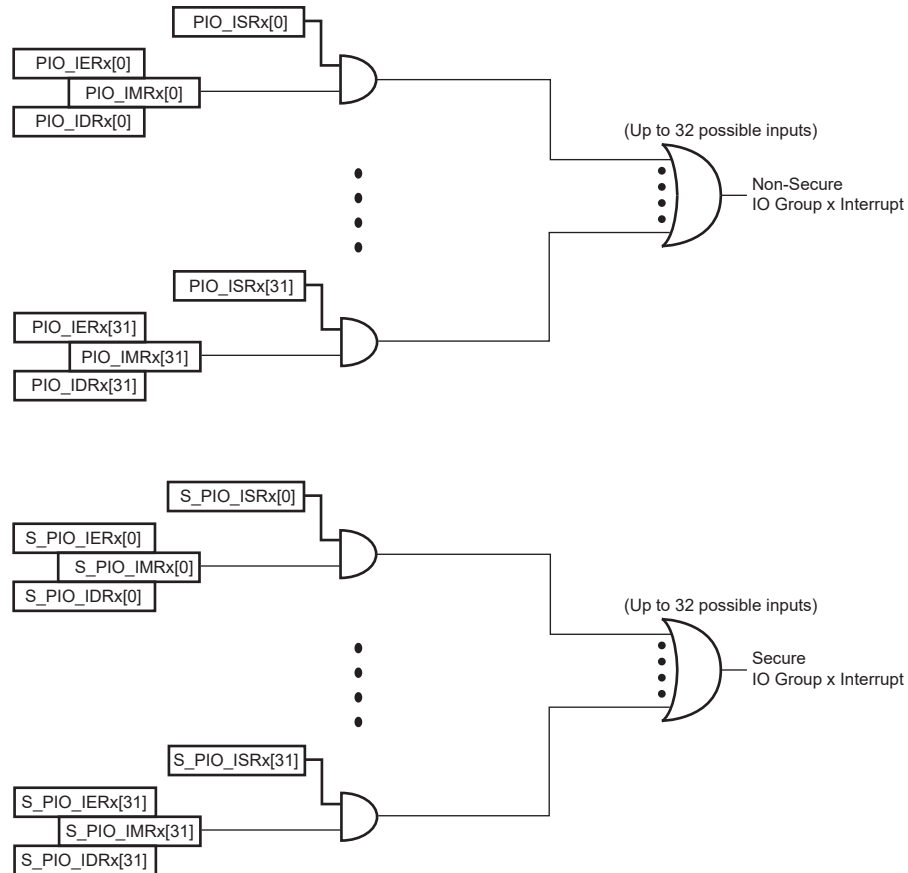 PIO_ISRx[0]
PIO_IERx[0]
PIO_IMRx[0]
PIO_IDRx[0]
(Up to 32 possible inputs)
Non-Secure
IO Group x Interrupt
PIO_ISRx[31]
PIO_IERx[31]
PIO_IMRx[31]
PIO_IDRx[31]
S_PIO_ISRx[0]
S_PIO_IERx[0]
S_PIO_IMRx[0]
S_PIO_IDRx[0]
(Up to 32 possible inputs)
Secure
IO Group x Interrupt
S_PIO_ISRx[31]
S_PIO_IERx[31]
S_PIO_IMRx[31]
S_PIO_IDRx[31]